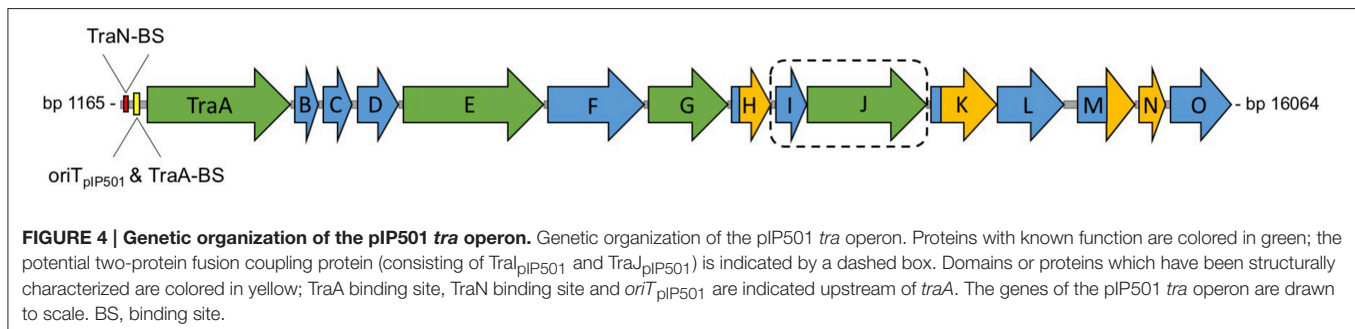 TraN-BS
bp 1165 -
TraA
B
C
D
E
F
G
H
I
J
K
L
M
N
O
- bp 16064
oriTpIP501 & TraA-BS
FIGURE 4 | Genetic organization of the pIP501 tra operon. Genetic organization of the pIP501 tra operon. Proteins with known function are colored in green; the
potential two-protein fusion coupling protein (consisting of TraIpIP501 and TraJpIP501) is indicated by a dashed box. Domains or proteins which have been structurally
characterized are colored in yellow; TraA binding site, TraN binding site and oriTpIP501 are indicated upstream of traA. The genes of the pIP501 tra operon are drawn
to scale. BS, binding site.